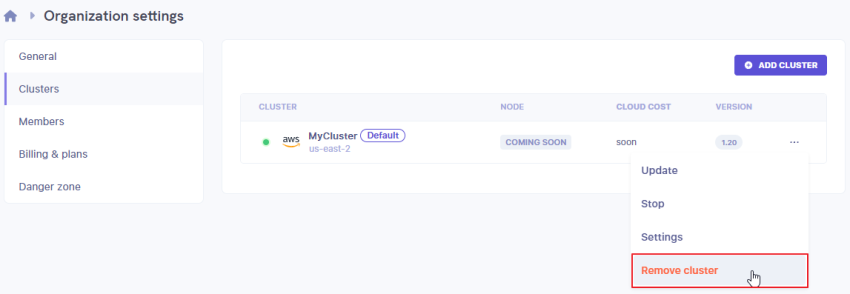 Organization settings
General
Clusters
Members
Billing & plans
Danger zone
ADD CLUSTER
CLUSTER NODE CLOUD COST VERSION
aws MyCluster Default COMING SOON soon 1.20 ...
us-east-2
Update
Stop
Settings
Remove cluster